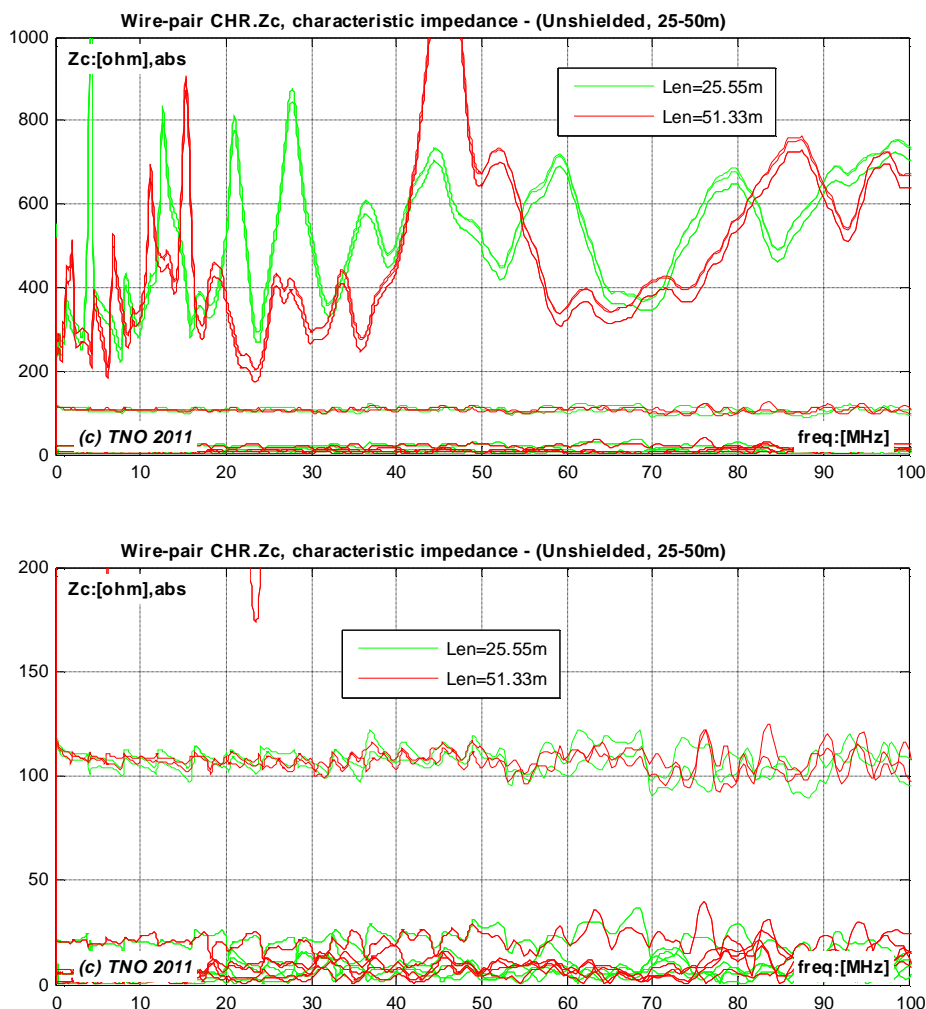 Wire-pair CHR.Zc, characteristic impedance - (Unshielded, 25-50m)
1000
Zc:[ohm],abs
Len=25.55m
800
Len=51.33m
600
400
200
(c) TNO 2011
freq:[MHz]
0
0 10 20 30 40 50 60 70 80 90 100
Wire-pair CHR.Zc, characteristic impedance - (Unshielded, 25-50m)
200
Zc:[ohm],abs
Len=25.55m
Len=51.33m
150
100
50
(c) TNO 2011
freq:[MHz]
0
0 10 20 30 40 50 60 70 80 90 100